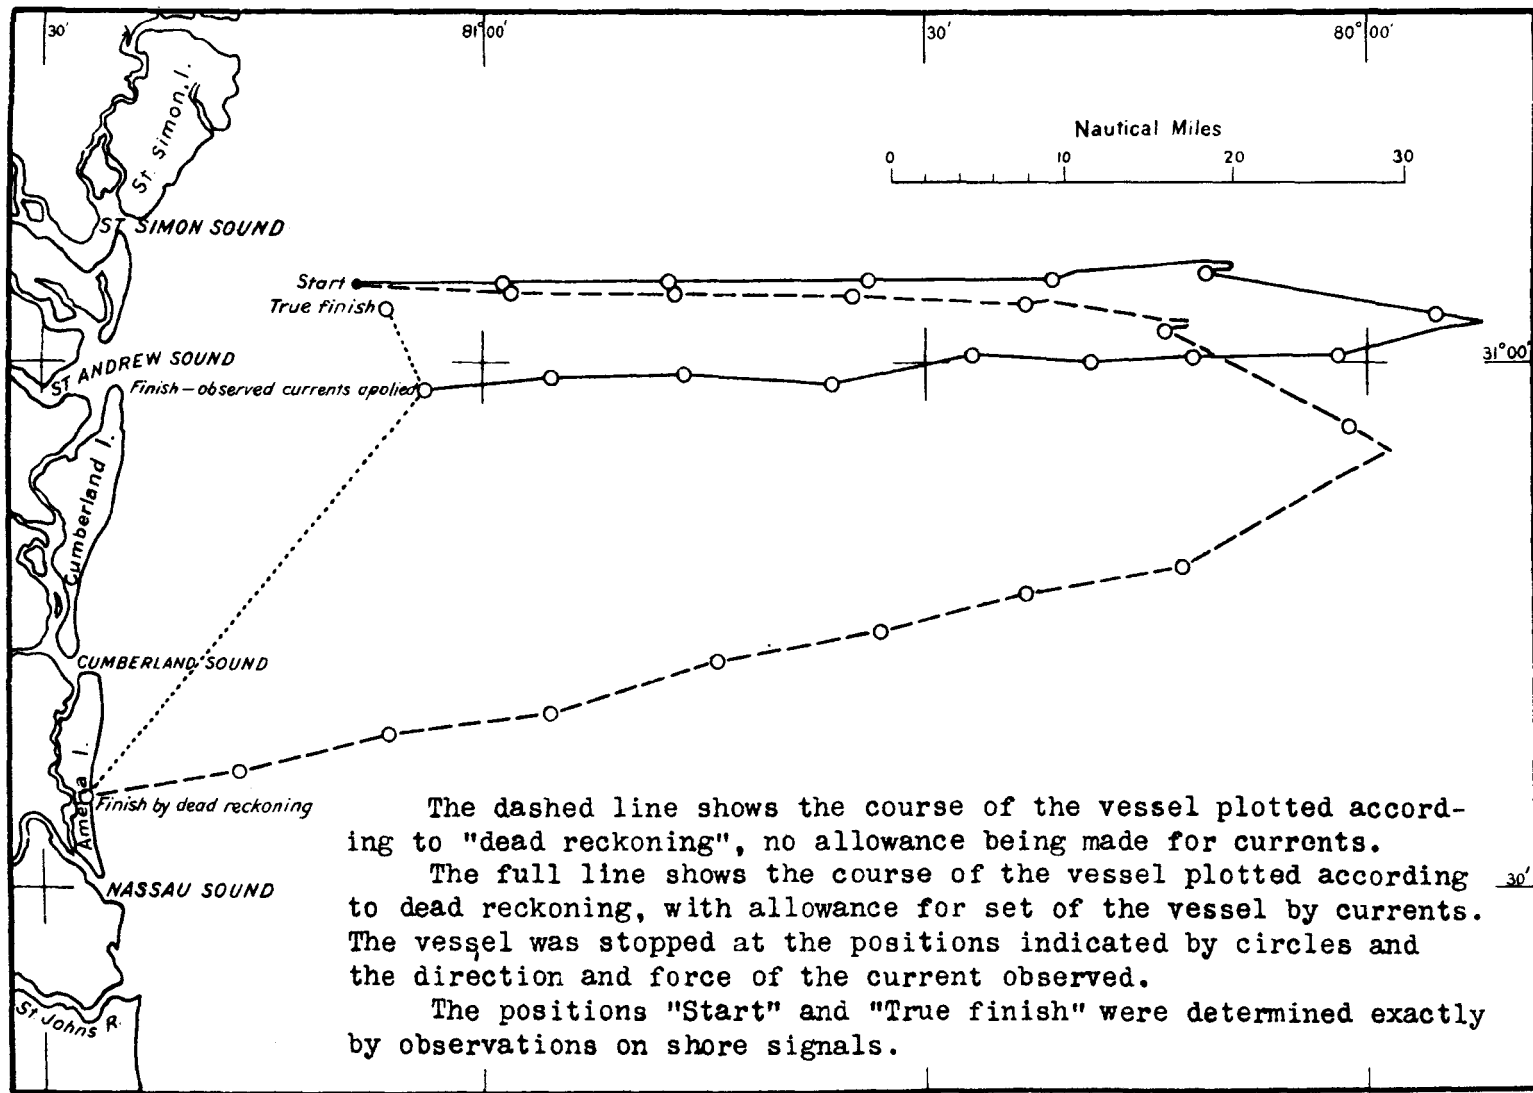 30'
81°00'
30'
80°00'
Nautical Miles
0 10 20 30
St. Simon. I.
ST. SIMON SOUND
Start
True finish
ST ANDREW SOUND
31°00'
Finish — observed currents applied
Cumberland I.
CUMBERLAND SOUND
Amelia I.
Finish by dead reckoning
NASSAU SOUND
30'
St. Johns R.
The dashed line shows the course of the vessel plotted accord-
ing to "dead reckoning", no allowance being made for currents.
The full line shows the course of the vessel plotted according
to dead reckoning, with allowance for set of the vessel by currents.
The vessel was stopped at the positions indicated by circles and
the direction and force of the current observed.
The positions "Start" and "True finish" were determined exactly
by observations on shore signals.